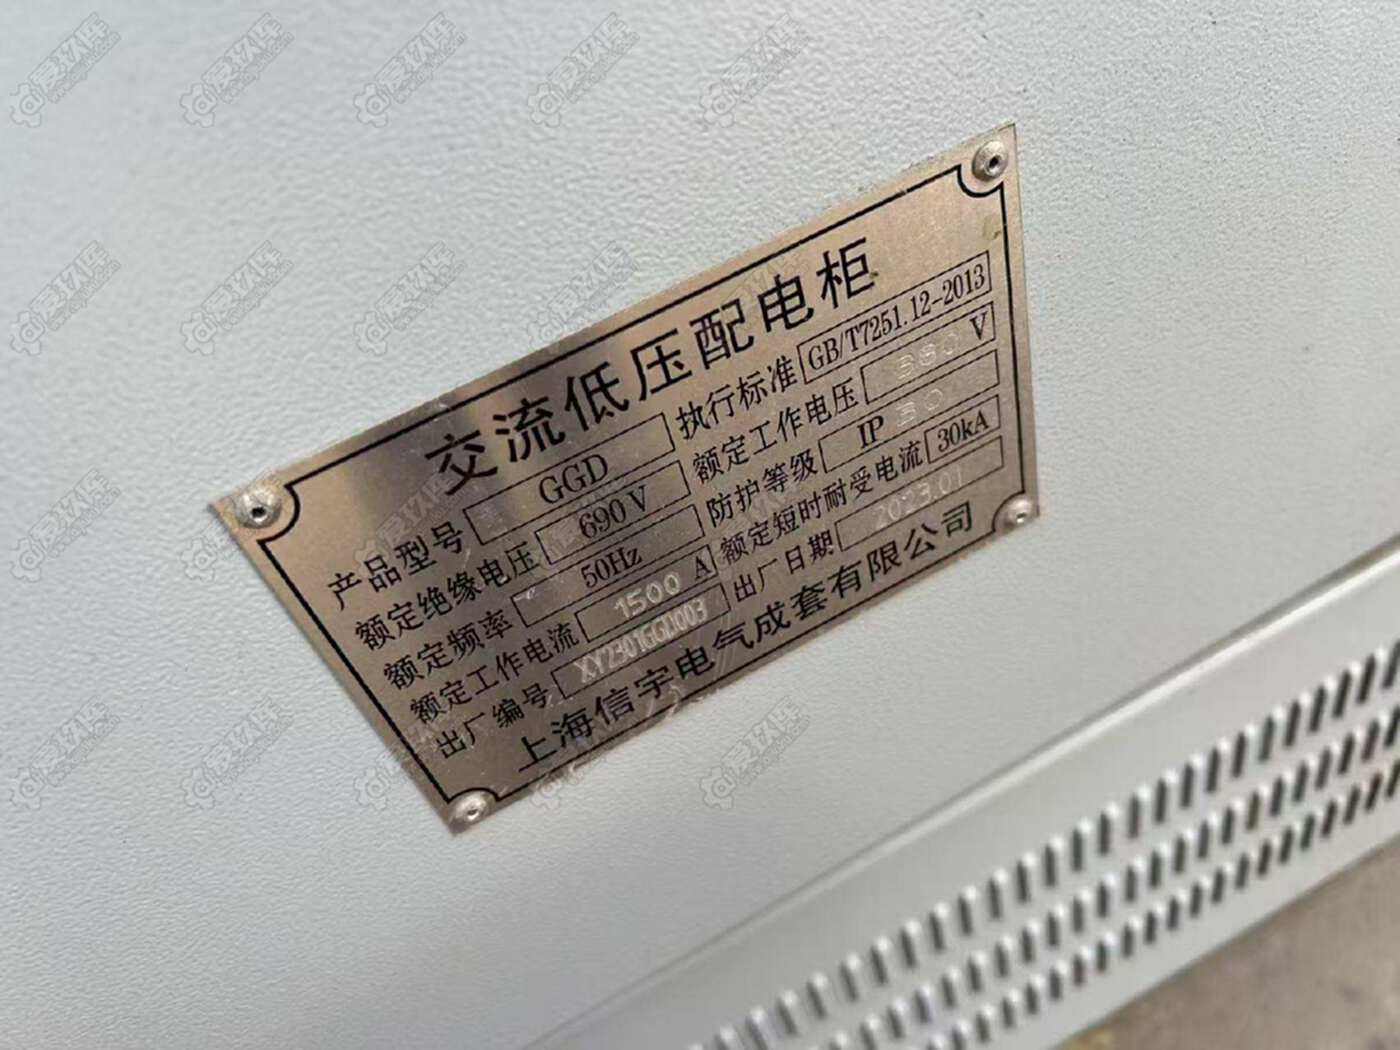 交流低压配电柜
产品型号 GGD 执行标准 GB/T7251.12-2013
额定绝缘电压 690V 额定工作电压 380 V
额定频率 50Hz 防护等级 IP 30
额定工作电流 1500 A 额定短时耐受电流 30kA
出厂编号 XY2301GGD003 出厂日期 2023.01
上海信宇电气成套有限公司